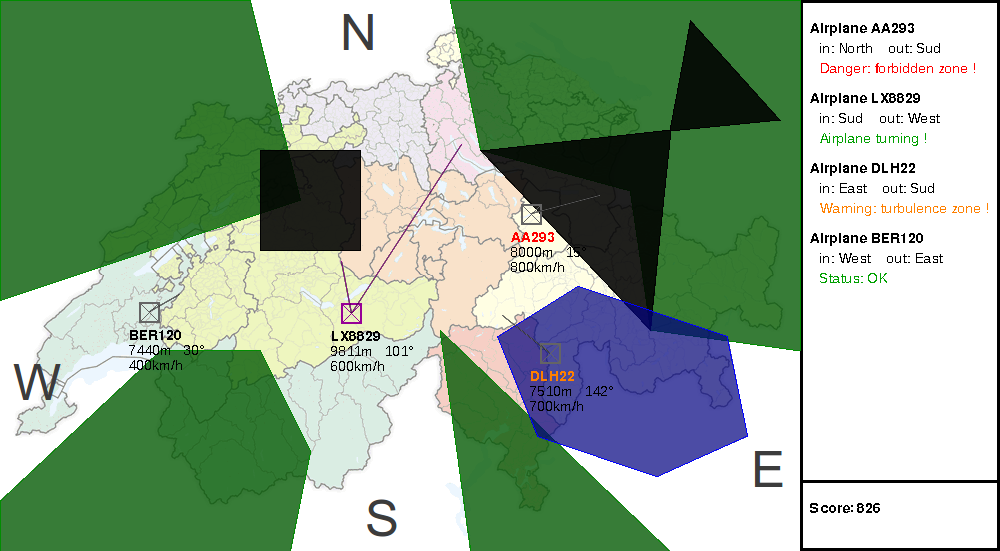 N
W
E
S
AA293
8000m 15°
800km/h
BER120
7440m 30°
400km/h
LX8829
9811m 101°
600km/h
DLH22
7510m 142°
700km/h
Airplane AA293
in: North out: Sud
Danger: forbidden zone !
Airplane LX8829
in: Sud out: West
Airplane turning !
Airplane DLH22
in: East out: Sud
Warning: turbulence zone !
Airplane BER120
in: West out: East
Status: OK
Score: 826